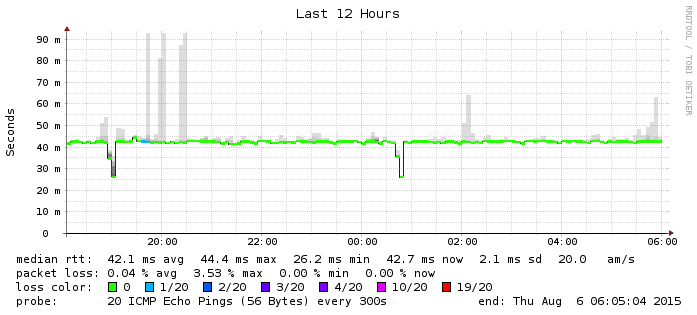 Last 12 Hours
RRDTOOL / TOBI OETIKER
Seconds
90 m
80 m
70 m
60 m
50 m
40 m
30 m
20 m
10 m
0
20:00 22:00 00:00 02:00 04:00 06:00
median rtt: 42.1 ms avg 44.4 ms max 26.2 ms min 42.7 ms now 2.1 ms sd 20.0 am/s
packet loss: 0.04 % avg 3.53 % max 0.00 % min 0.00 % now
loss color: 0 1/20 2/20 3/20 4/20 10/20 19/20
probe: 20 ICMP Echo Pings (56 Bytes) every 300s end: Thu Aug 6 06:05:04 2015